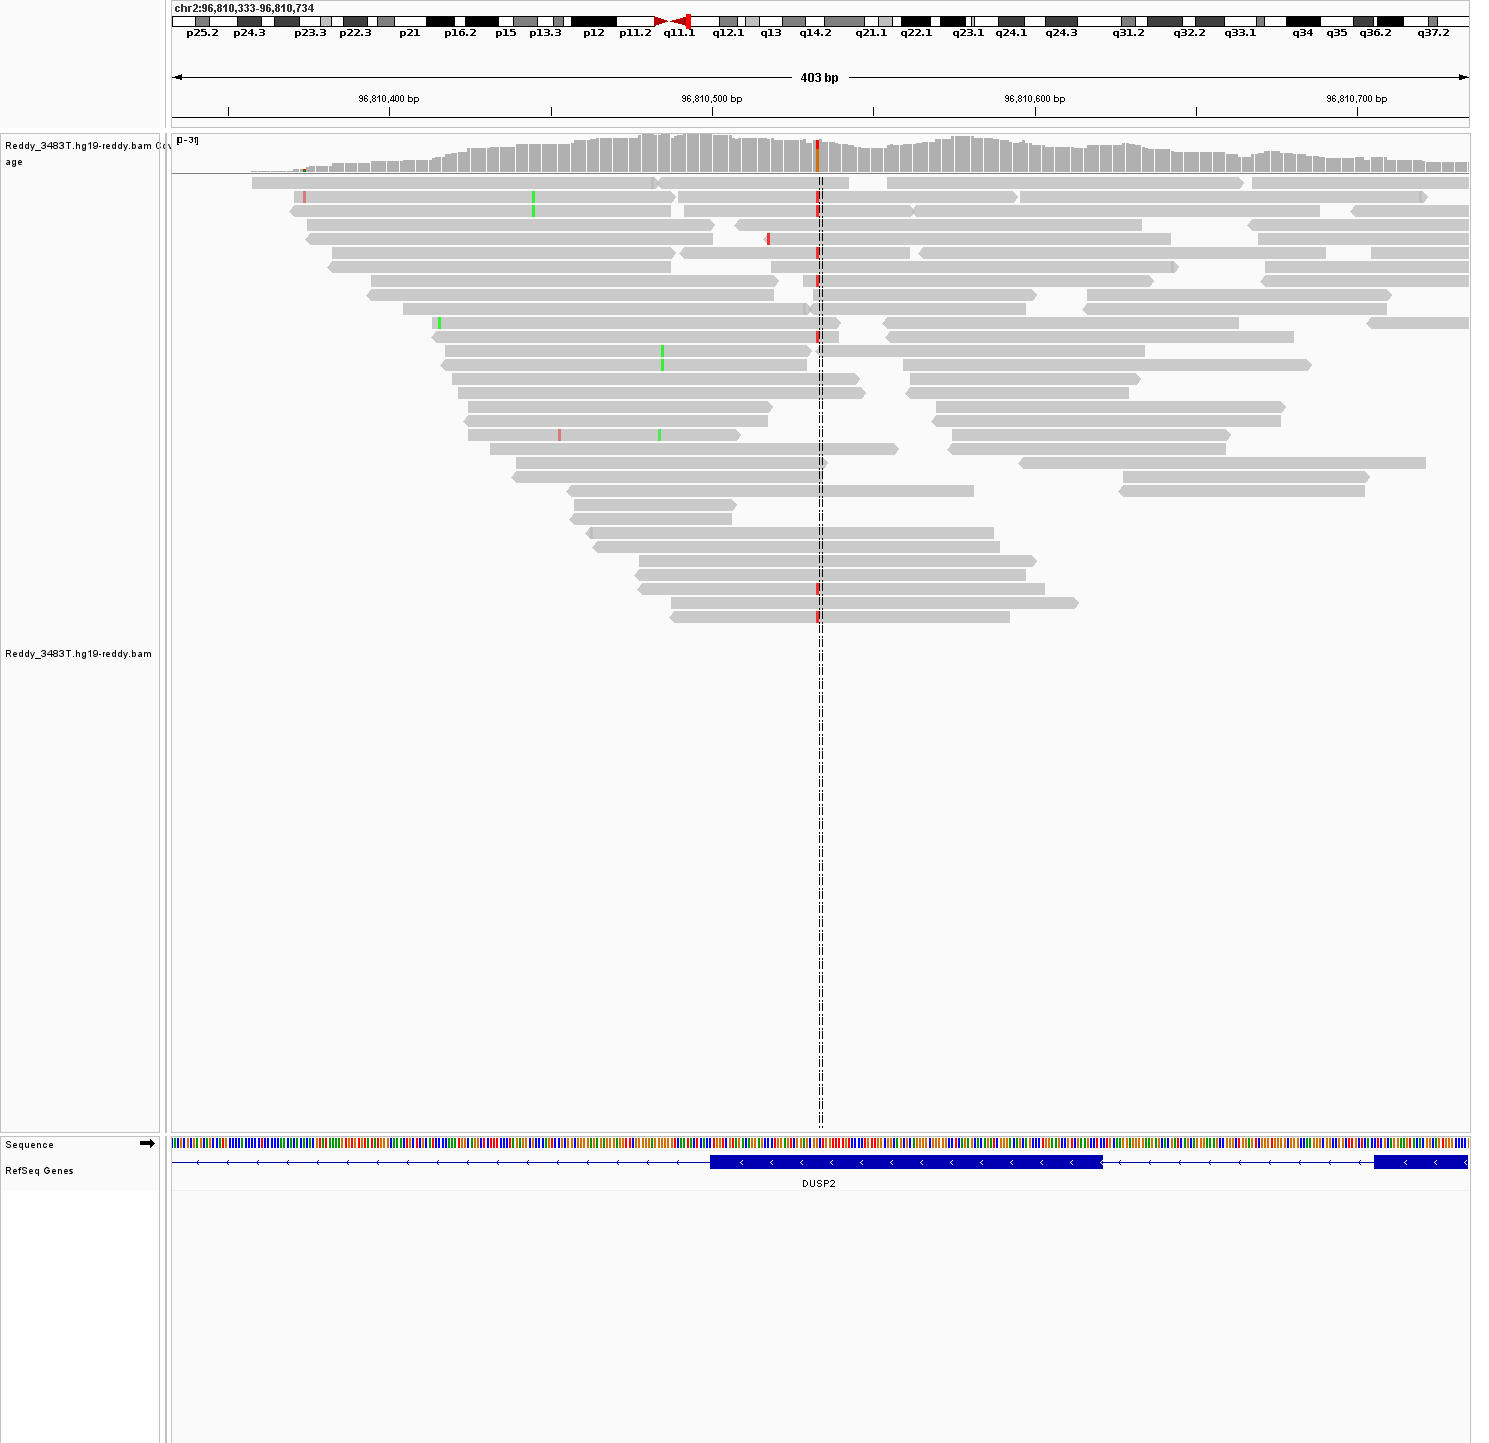 chr2:96,810,333-96,810,734
p25.2 p24.3 p23.3 p22.3 p21 p16.2 p15 p13.3 p12 p11.2 q11.1 q12.1 q13 q14.2 q21.1 q22.1 q23.1 q24.1 q24.3 q31.2 q32.2 q33.1 q34 q35 q36.2 q37.2
403 bp
96,810,400 bp 96,810,500 bp 96,810,600 bp 96,810,700 bp
Reddy_3483T.hg19-reddy.bam Cov
age
[0-31]
Reddy_3483T.hg19-reddy.bam
Sequence
RefSeq Genes
DUSP2